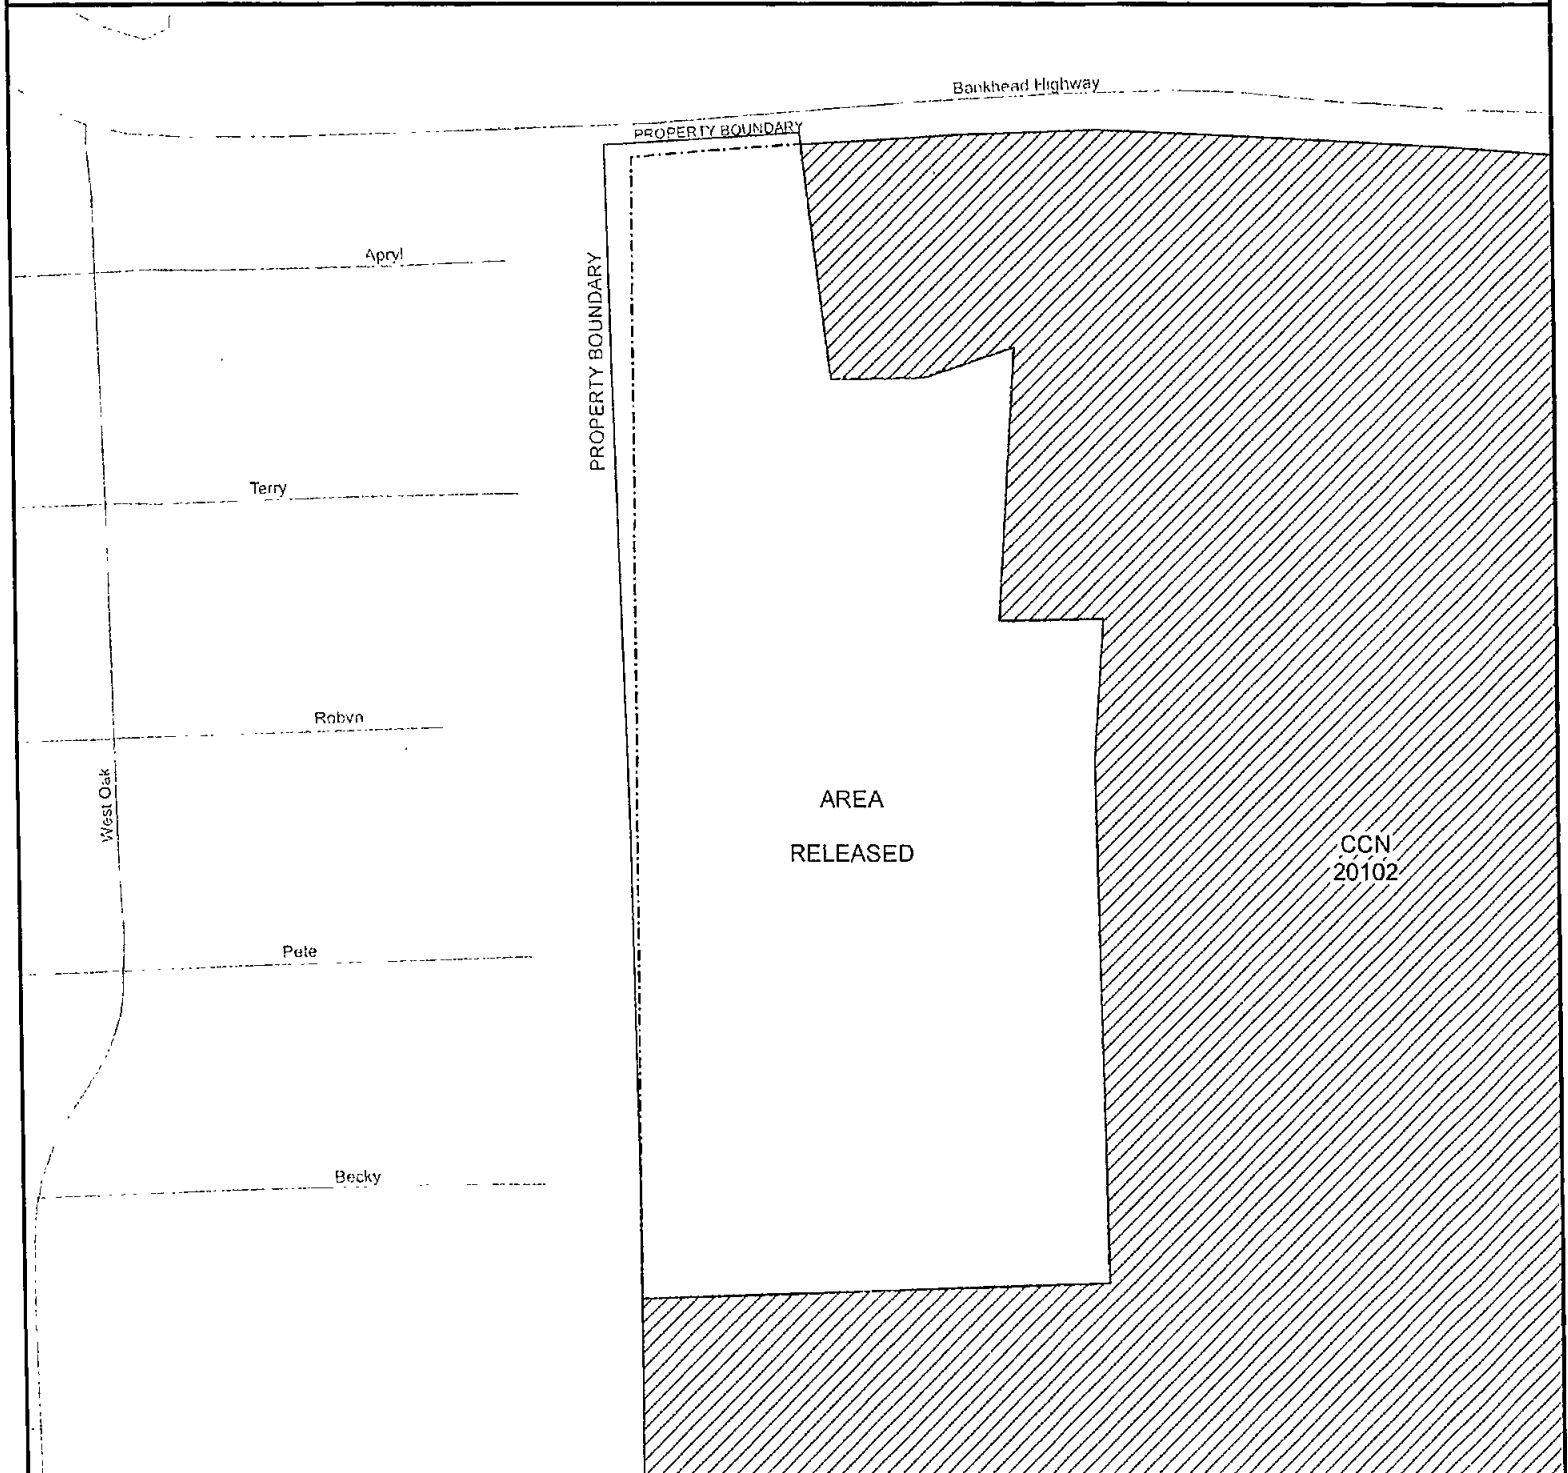 Bankhead Highway
PROPERTY BOUNDARY
Apryl
PROPERTY BOUNDARY
Terry
Robyn
West Oak
AREA
RELEASED
CCN
20102
Pete
Becky